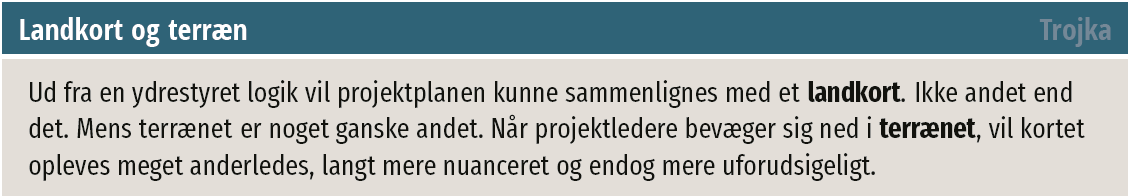 Landkort og terræn Trojka
Ud fra en ydrestyret logik vil projektplanen kunne sammenlignes med et landkort. Ikke andet end
det. Mens terrænet er noget ganske andet. Når projektledere bevæger sig ned i terrænet, vil kortet
opleves meget anderledes, langt mere nuanceret og endog mere uforudsigeligt.